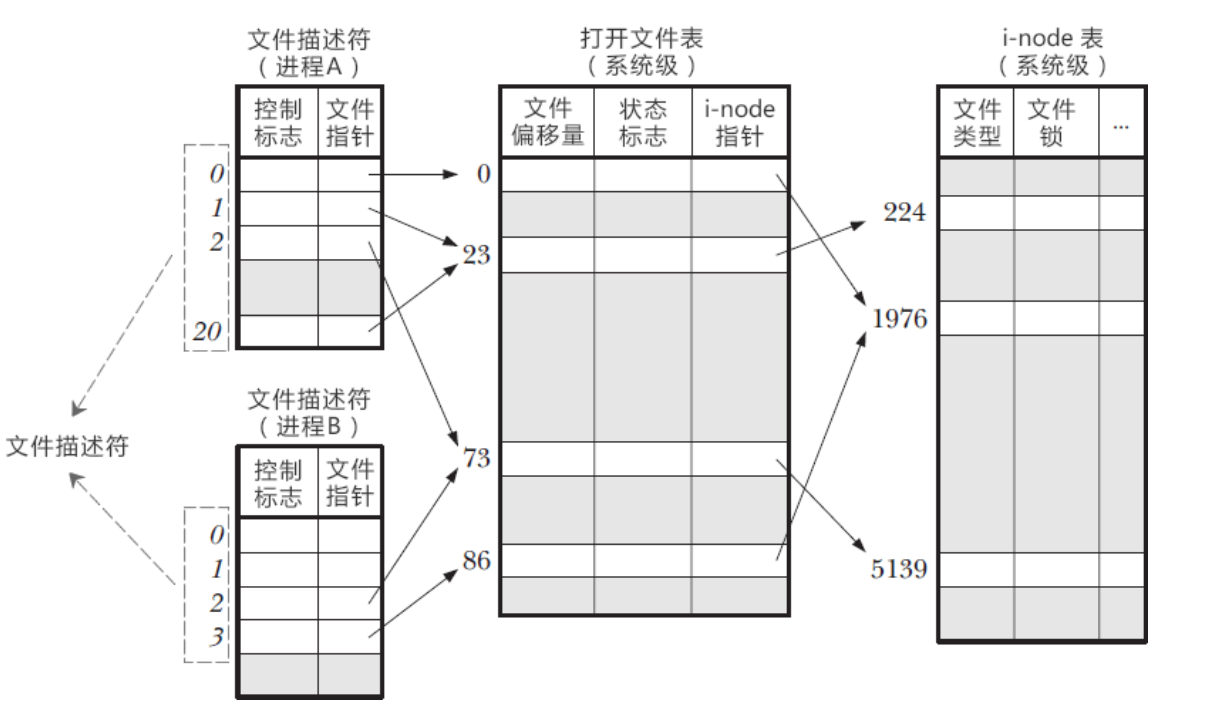 文件描述符
（进程A）
控制
标志
文件
指针
0
1
2
20
文件描述符
文件描述符
（进程B）
控制
标志
文件
指针
0
1
2
3
打开文件表
（系统级）
文件
偏移量
状态
标志
i-node
指针
0
23
73
86
i-node 表
（系统级）
文件
类型
文件
锁
...
224
1976
5139